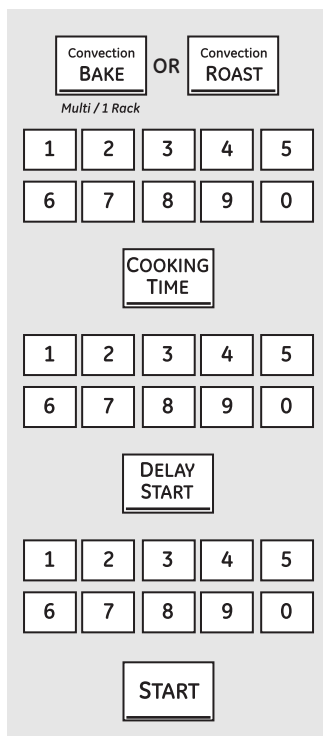 Convection Convection
BAKE OR ROAST
Multi / 1 Rack
1 2 3 4 5
6 7 8 9 0
COOKING
TIME
1 2 3 4 5
6 7 8 9 0
DELAY
START
1 2 3 4 5
6 7 8 9 0
START